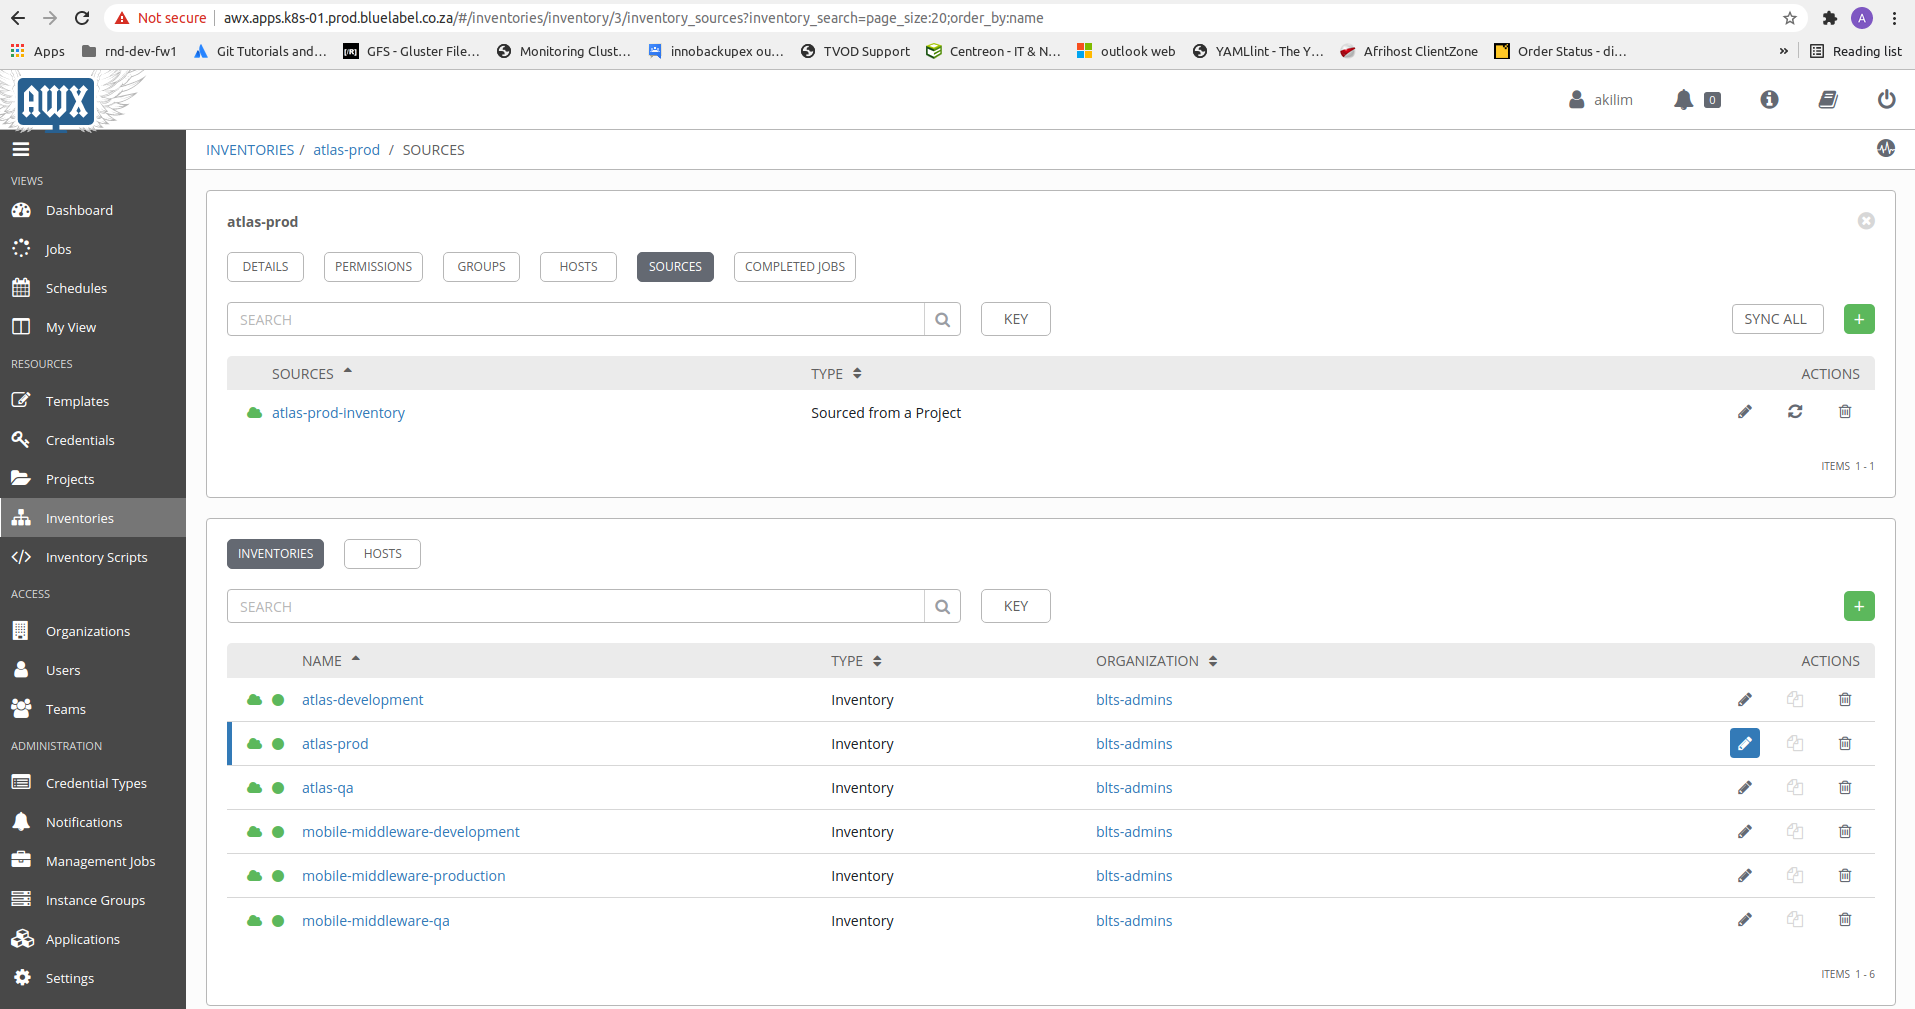 Not secure | awx.apps.k8s-01.prod.bluelabel.co.za/#/inventories/inventory/3/inventory_sources?inventory_search=page_size:20;order_by:name A
Apps rnd-dev-fw1 Git Tutorials and… GFS - Gluster File… Monitoring Clust… innobackupex ou… TVOD Support Centreon - IT & N… outlook web YAMLlint - The Y… Afrihost ClientZone Order Status - di… » Reading list
AWX
akilim 0
INVENTORIES / atlas-prod / SOURCES
VIEWS
Dashboard
Jobs
Schedules
My View
RESOURCES
Templates
Credentials
Projects
Inventories
Inventory Scripts
ACCESS
Organizations
Users
Teams
ADMINISTRATION
Credential Types
Notifications
Management Jobs
Instance Groups
Applications
Settings
atlas-prod
DETAILS PERMISSIONS GROUPS HOSTS SOURCES COMPLETED JOBS
SEARCH KEY SYNC ALL +
SOURCES TYPE ACTIONS
atlas-prod-inventory Sourced from a Project
ITEMS 1 - 1
INVENTORIES HOSTS
SEARCH KEY +
NAME TYPE ORGANIZATION ACTIONS
atlas-development Inventory blts-admins
atlas-prod Inventory blts-admins
atlas-qa Inventory blts-admins
mobile-middleware-development Inventory blts-admins
mobile-middleware-production Inventory blts-admins
mobile-middleware-qa Inventory blts-admins
ITEMS 1 - 6